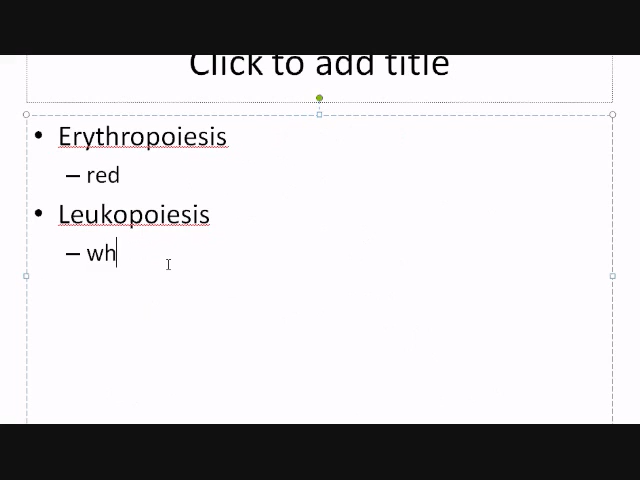 Click to add title
• Erythropoiesis
– red
• Leukopoiesis
– wh